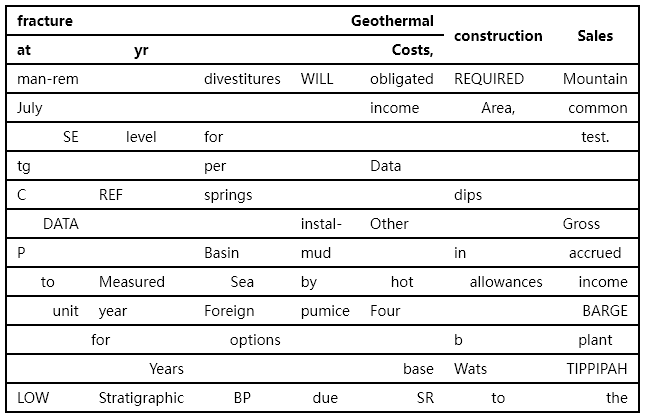 fracture Geothermal construction Sales
at yr Costs,
man-rem divestitures WILL obligated REQUIRED Mountain
July income Area, common
SE level for test.
tg per Data
C REF springs dips
DATA instal- Other Gross
P Basin mud in accrued
to Measured Sea by hot allowances income
unit year Foreign pumice Four BARGE
for options b plant
Years base Wats TIPPIPAH
LOW Stratigraphic BP due SR to the